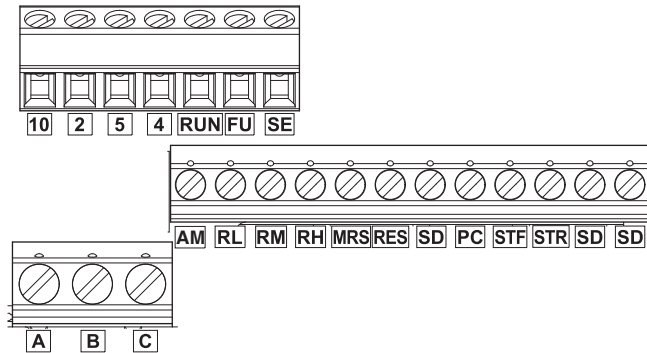 10 2 5 4 RUN FU SE
AM RL RM RH MRS RES SD PC STF STR SD SD
A B C